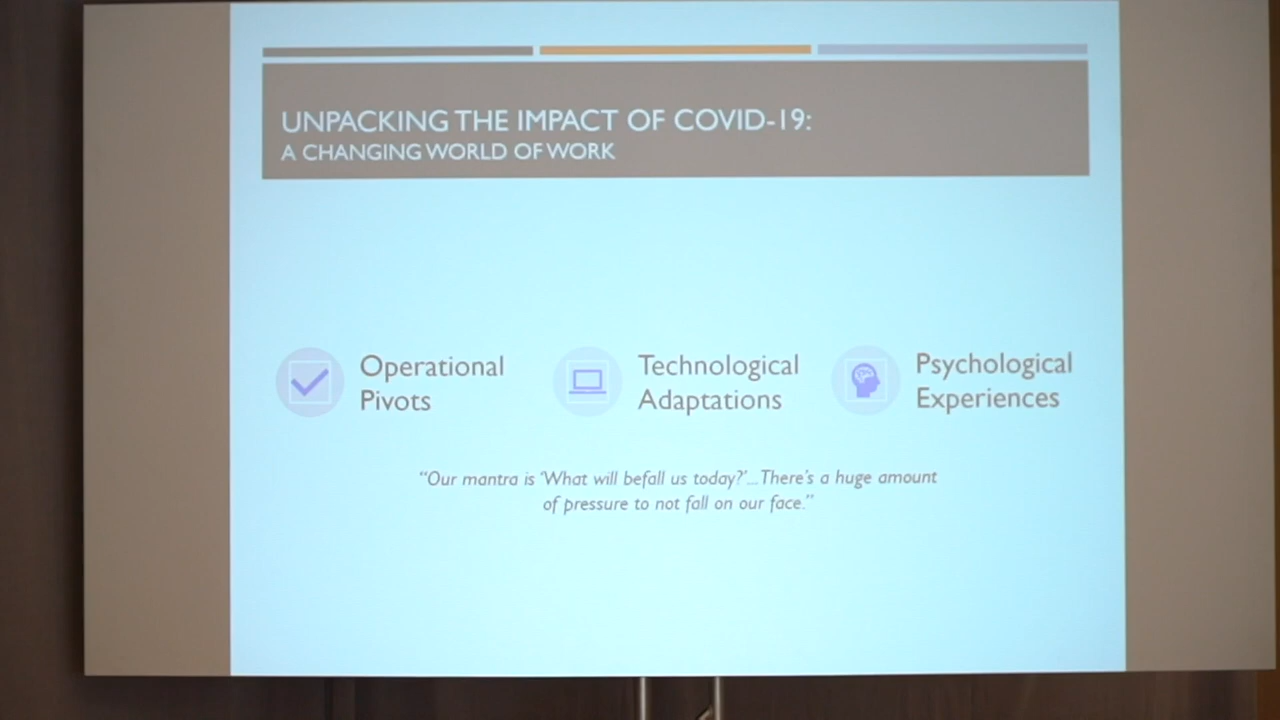 UNPACKING THE IMPACT OF COVID-19:
A CHANGING WORLD OF WORK
Operational
Pivots
Technological
Adaptations
Psychological
Experiences
“Our mantra is ‘What will befall us today?’...There’s a huge amount
of pressure to not fall on our face.”